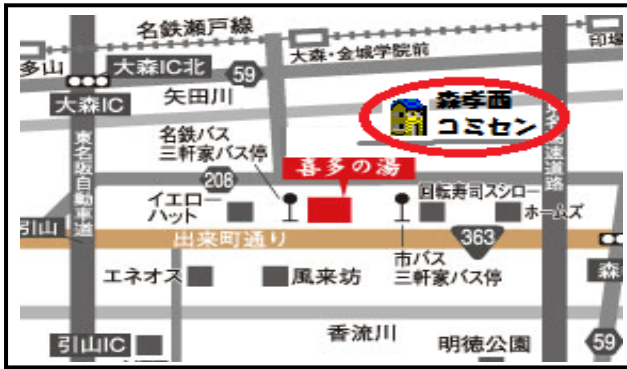 名鉄瀬戸線
大森・金城学院前
印場
多山
大森IC北
59
大森IC
矢田川
森孝西
コミセン
東名阪自動車道
名鉄バス
三軒家バス停
喜多の湯
208
イエロー
ハット
回転寿司スシロー
ホームズ
引山
出来町通り
363
市バス
三軒家バス停
エネオス
風来坊
森
引山IC
香流川
明徳公園
59
高速道路